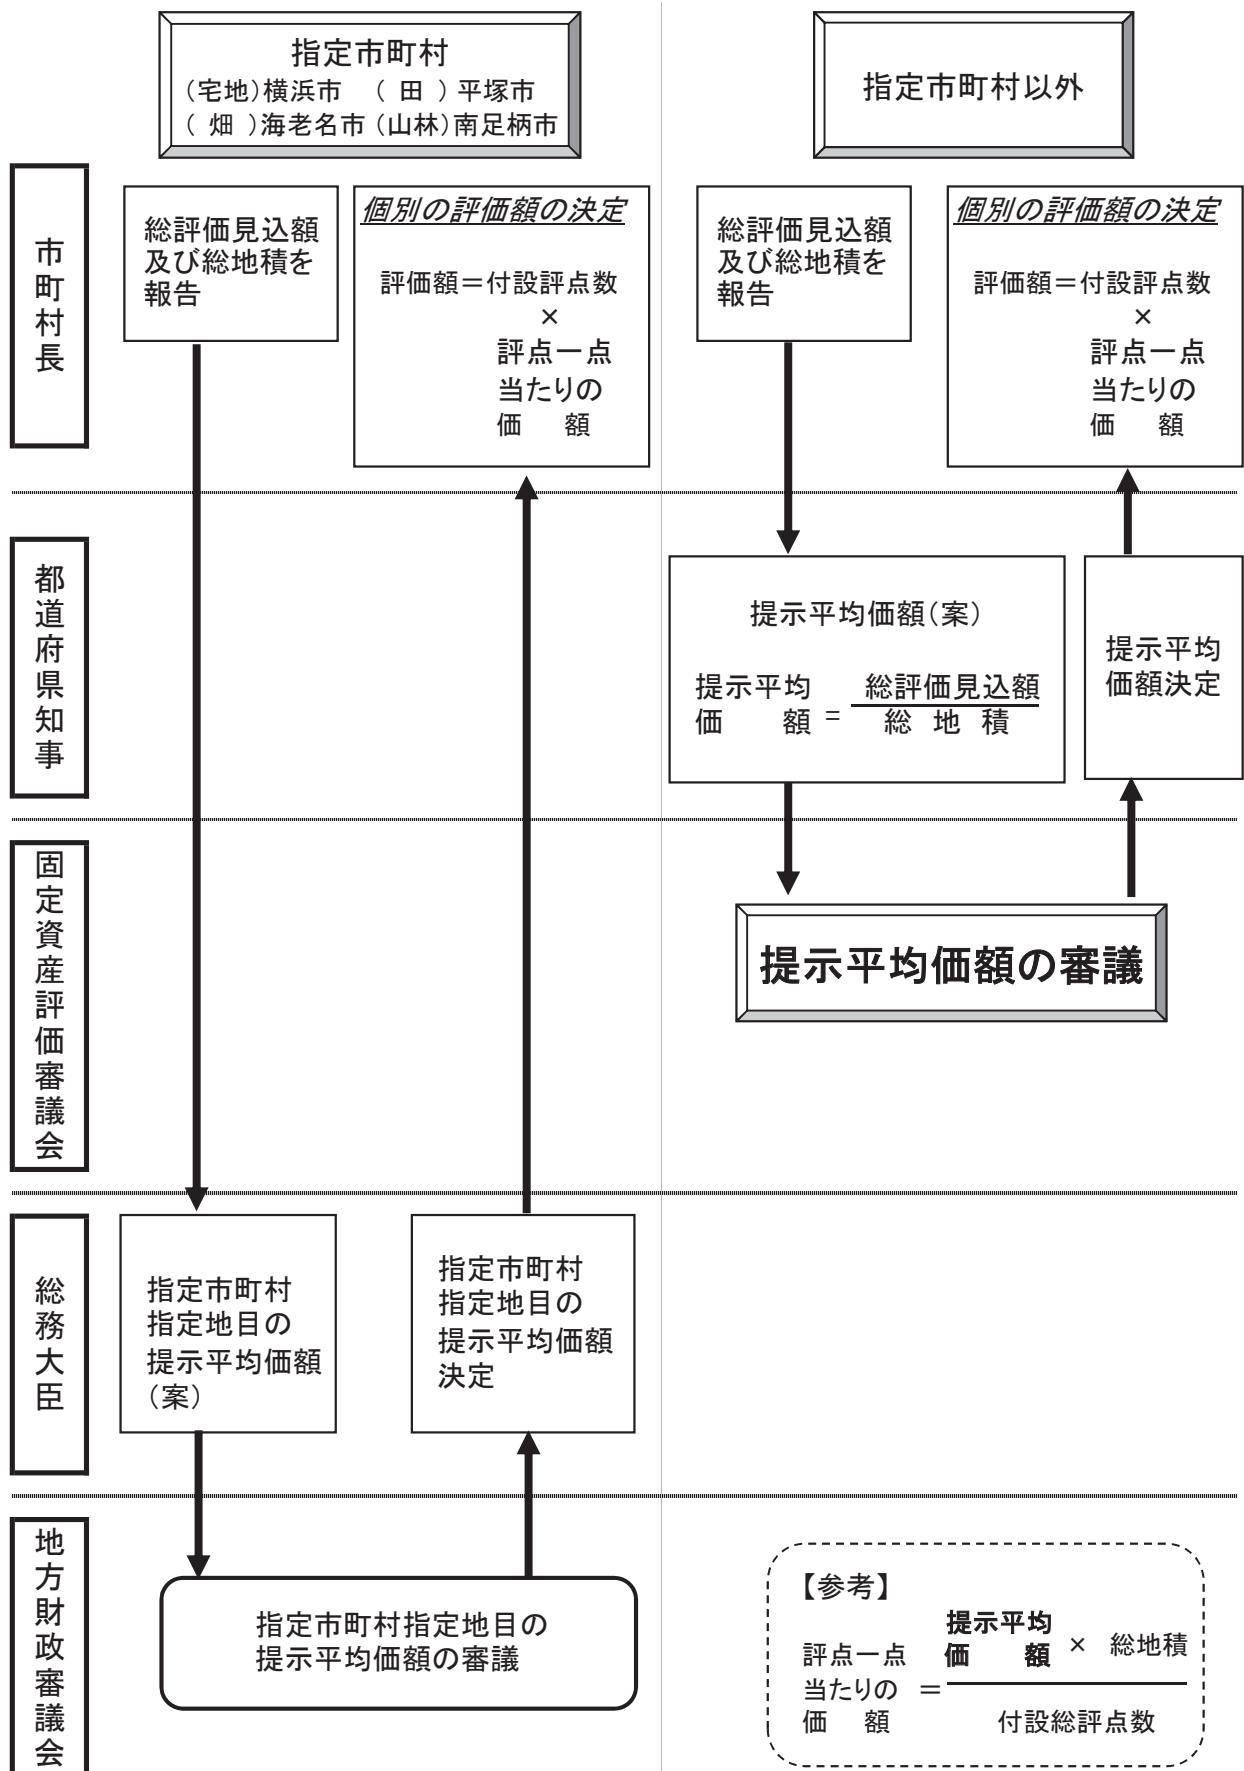 指定市町村
（宅地）横浜市　（ 田 ）平塚市
（ 畑 ）海老名市（山林）南足柄市
指定市町村以外
市町村長
総評価見込額
及び総地積を
報告
個別の評価額の決定
評価額＝付設評点数
×
評点一点
当たりの
価　額
総評価見込額
及び総地積を
報告
個別の評価額の決定
評価額＝付設評点数
×
評点一点
当たりの
価　額
都道府県知事
提示平均価額（案）
提示平均
価　　額 ＝
総評価見込額
総 地 積
提示平均
価額決定
固定資産評価審議会
提示平均価額の審議
総務大臣
指定市町村
指定地目の
提示平均価額
（案）
指定市町村
指定地目の
提示平均価額
決定
地方財政審議会
指定市町村指定地目の
提示平均価額の審議
【参考】
評点一点
当たりの ＝
価　額
提示平均
価　　額 × 総地積
付設総評点数